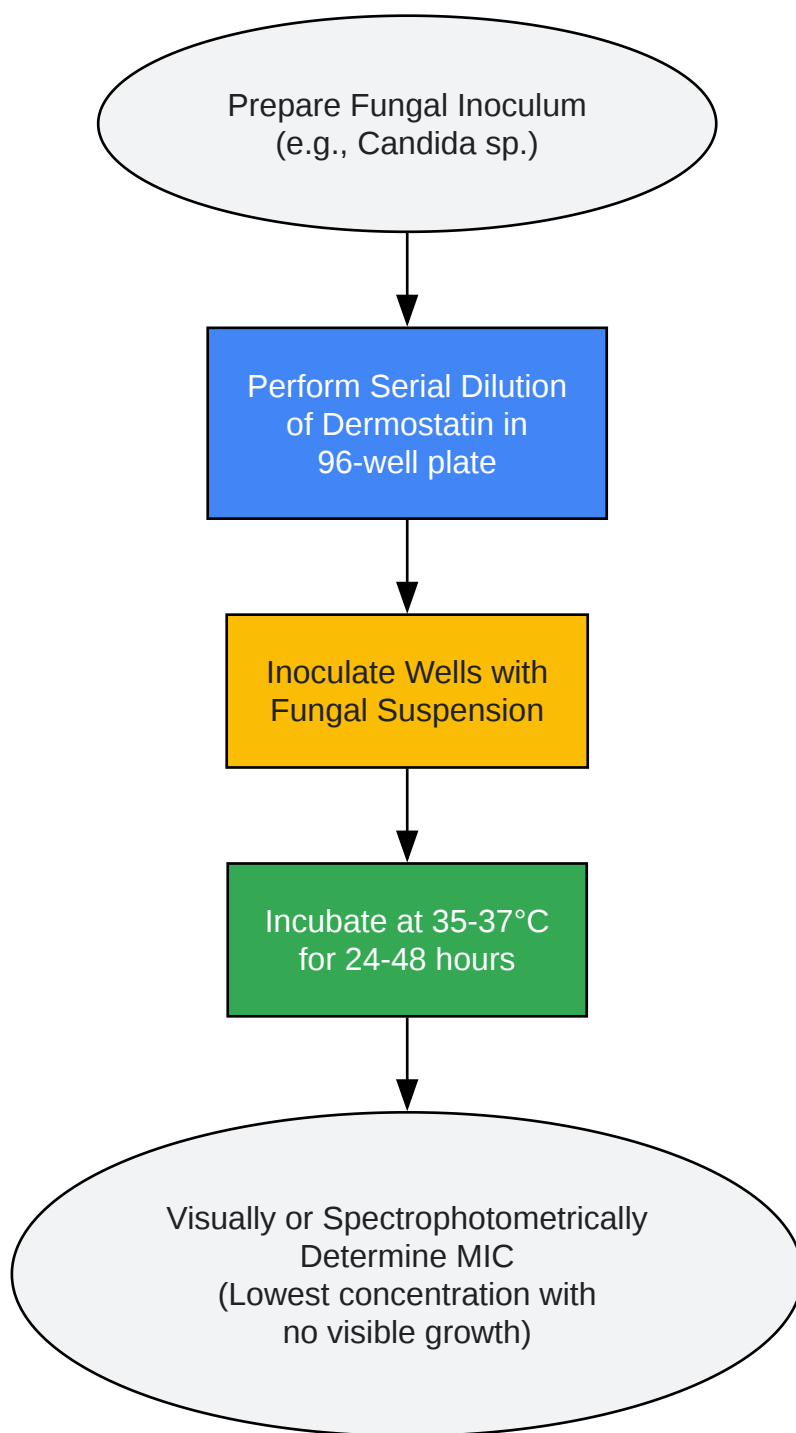 Prepare Fungal Inoculum
(e.g., Candida sp.)
Perform Serial Dilution
of Dermostatin in
96-well plate
Inoculate Wells with
Fungal Suspension
Incubate at 35-37°C
for 24-48 hours
Visually or Spectrophotometrically
Determine MIC
(Lowest concentration with
no visible growth)